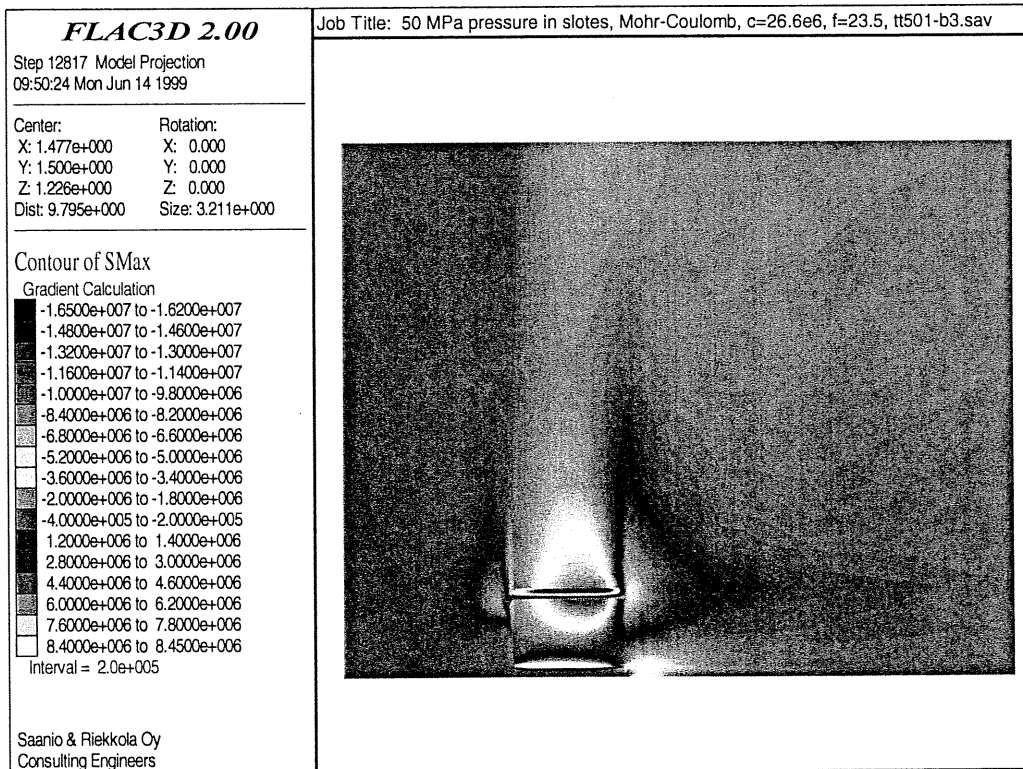 FLAC3D 2.00
Step 12817 Model Projection
09:50:24 Mon Jun 14 1999
Center:
X: 1.477e+000
Y: 1.500e+000
Z: 1.226e+000
Dist: 9.795e+000
Rotation:
X: 0.000
Y: 0.000
Z: 0.000
Size: 3.211e+000
Contour of SMax
Gradient Calculation
-1.6500e+007 to -1.6200e+007
-1.4800e+007 to -1.4600e+007
-1.3200e+007 to -1.3000e+007
-1.1600e+007 to -1.1400e+007
-1.0000e+007 to -9.8000e+006
-8.4000e+006 to -8.2000e+006
-6.8000e+006 to -6.6000e+006
-5.2000e+006 to -5.0000e+006
-3.6000e+006 to -3.4000e+006
-2.0000e+006 to -1.8000e+006
-4.0000e+005 to -2.0000e+005
1.2000e+006 to 1.4000e+006
2.8000e+006 to 3.0000e+006
4.4000e+006 to 4.6000e+006
6.0000e+006 to 6.2000e+006
7.6000e+006 to 7.8000e+006
8.4000e+006 to 8.4500e+006
Interval = 2.0e+005
Saanio & Riekkola Oy
Consulting Engineers
Job Title: 50 MPa pressure in slotes, Mohr-Coulomb, c=26.6e6, f=23.5, tt501-b3.sav